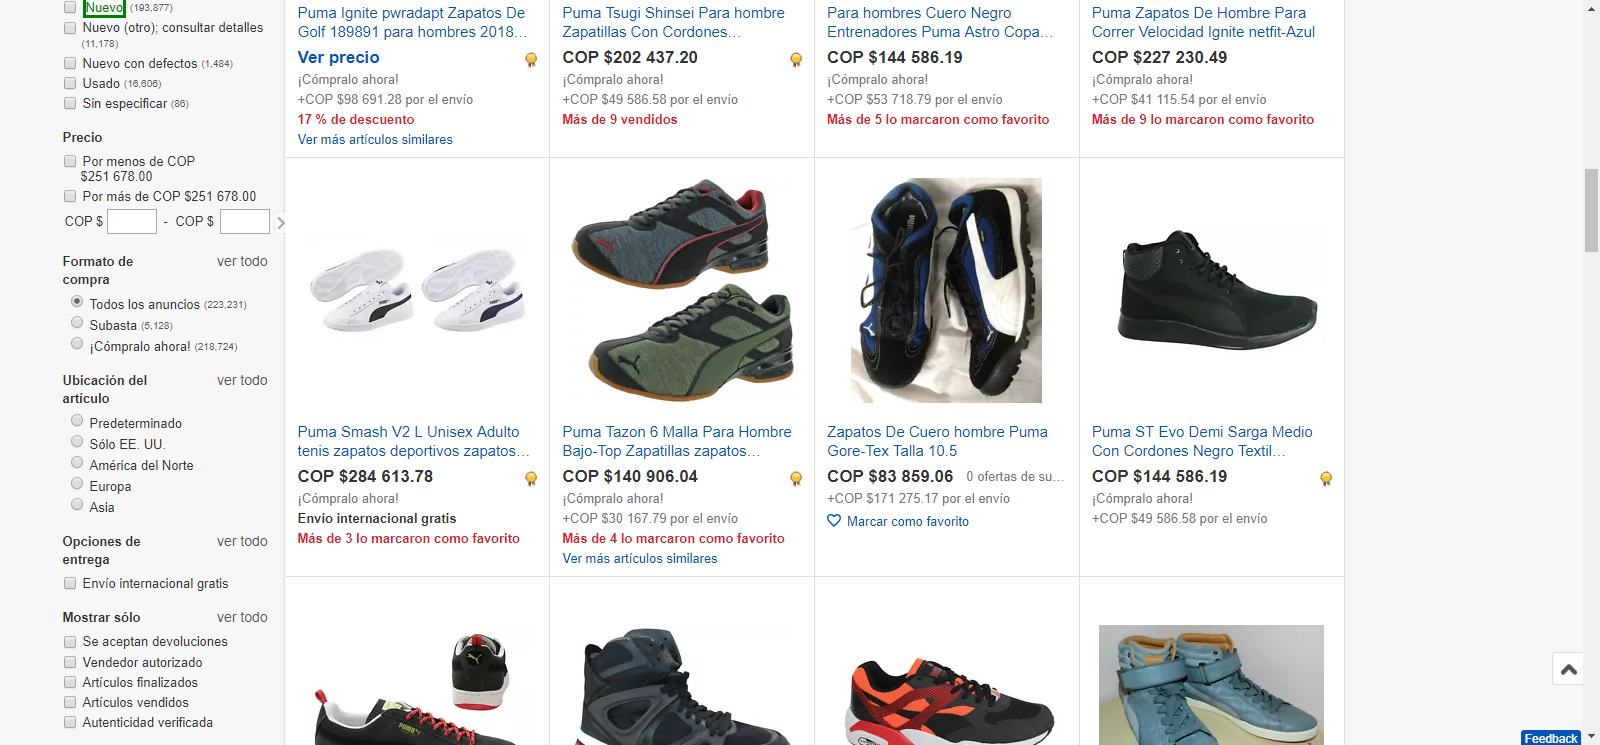 Nuevo (193,877)
Nuevo (otro); consultar detalles
(11,178)
Nuevo con defectos (1,484)
Usado (16,606)
Sin especificar (86)
Precio
Por menos de COP
$251 678.00
Por más de COP $251 678.00
COP $ - COP $
Formato de
compra
ver todo
Todos los anuncios (223,231)
Subasta (5,128)
¡Cómpralo ahora! (218,724)
Ubicación del
artículo
ver todo
Predeterminado
Sólo EE. UU.
América del Norte
Europa
Asia
Opciones de
entrega
ver todo
Envío internacional gratis
Mostrar sólo
ver todo
Se aceptan devoluciones
Vendedor autorizado
Artículos finalizados
Artículos vendidos
Autenticidad verificada
Puma Ignite pwradapt Zapatos De
Golf 189891 para hombres 2018...
Ver precio
¡Cómpralo ahora!
+COP $98 691.28 por el envío
17 % de descuento
Ver más artículos similares
Puma Tsugi Shinsei Para hombre
Zapatillas Con Cordones...
COP $202 437.20
¡Cómpralo ahora!
+COP $49 586.58 por el envío
Más de 9 vendidos
Para hombres Cuero Negro
Entrenadores Puma Astro Copa...
COP $144 586.19
¡Cómpralo ahora!
+COP $53 718.79 por el envío
Más de 5 lo marcaron como favorito
Puma Zapatos De Hombre Para
Correr Velocidad Ignite netfit-Azul
COP $227 230.49
¡Cómpralo ahora!
+COP $41 115.54 por el envío
Más de 9 lo marcaron como favorito
Puma Smash V2 L Unisex Adulto
tenis zapatos deportivos zapatos...
COP $284 613.78
¡Cómpralo ahora!
Envío internacional gratis
Más de 3 lo marcaron como favorito
Puma Tazon 6 Malla Para Hombre
Bajo-Top Zapatillas zapatos...
COP $140 906.04
¡Cómpralo ahora!
+COP $30 167.79 por el envío
Más de 4 lo marcaron como favorito
Ver más artículos similares
Zapatos De Cuero hombre Puma
Gore-Tex Talla 10.5
COP $83 859.06 0 ofertas de su...
+COP $171 275.17 por el envío
Marcar como favorito
Puma ST Evo Demi Sarga Medio
Con Cordones Negro Textil...
COP $144 586.19
¡Cómpralo ahora!
+COP $49 586.58 por el envío
Feedback